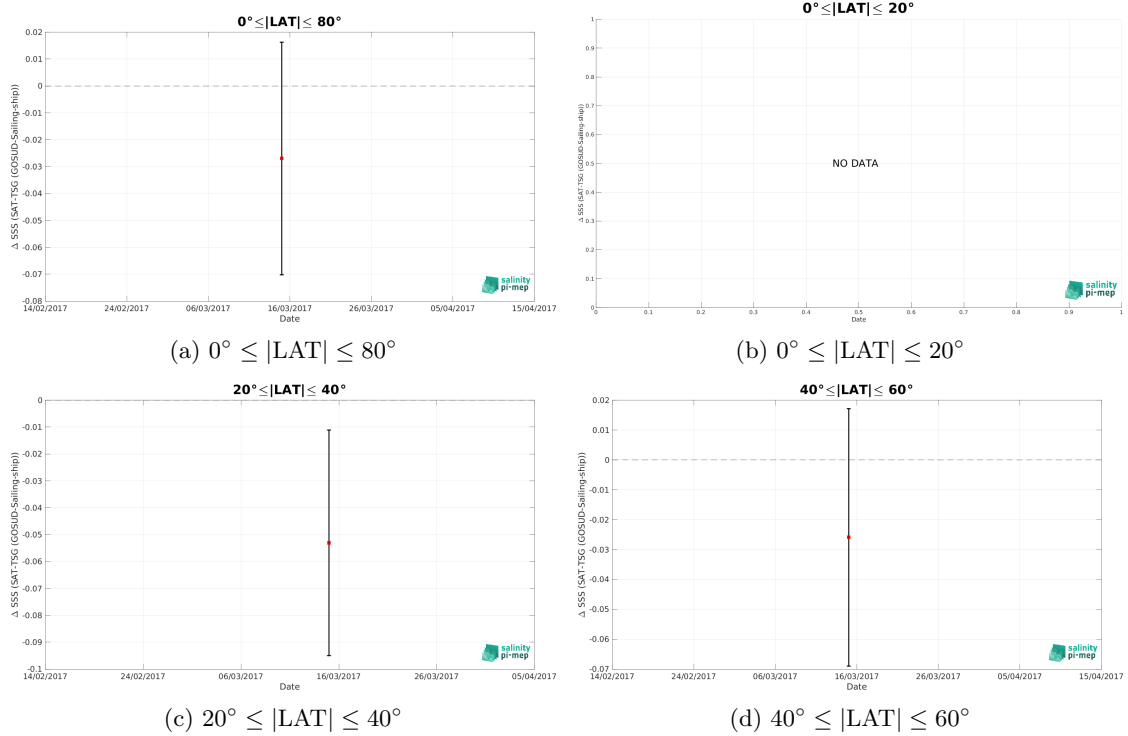 0°≤|LAT|≤ 80°
Δ SSS (SAT-TSG (GOSUD-Sailing-ship))
0.02
0.01
0
-0.01
-0.02
-0.03
-0.04
-0.05
-0.06
-0.07
-0.08
14/02/2017 24/02/2017 06/03/2017 16/03/2017 26/03/2017 05/04/2017 15/04/2017
Date
salinity
pi-mep
(a) 0° ≤ |LAT| ≤ 80°
0°≤|LAT|≤ 20°
Δ SSS (SAT-TSG (GOSUD-Sailing-ship))
1
0.9
0.8
0.7
0.6
0.5
0.4
0.3
0.2
0.1
0
NO DATA
0 0.1 0.2 0.3 0.4 0.5 0.6 0.7 0.8 0.9 1
Date
salinity
pi-mep
(b) 0° ≤ |LAT| ≤ 20°
20°≤|LAT|≤ 40°
Δ SSS (SAT-TSG (GOSUD-Sailing-ship))
0
-0.01
-0.02
-0.03
-0.04
-0.05
-0.06
-0.07
-0.08
-0.09
-0.1
14/02/2017 24/02/2017 06/03/2017 16/03/2017 26/03/2017 05/04/2017
Date
salinity
pi-mep
(c) 20° ≤ |LAT| ≤ 40°
40°≤|LAT|≤ 60°
Δ SSS (SAT-TSG (GOSUD-Sailing-ship))
0.02
0.01
0
-0.01
-0.02
-0.03
-0.04
-0.05
-0.06
-0.07
14/02/2017 24/02/2017 06/03/2017 16/03/2017 26/03/2017 05/04/2017 15/04/2017
Date
salinity
pi-mep
(d) 40° ≤ |LAT| ≤ 60°